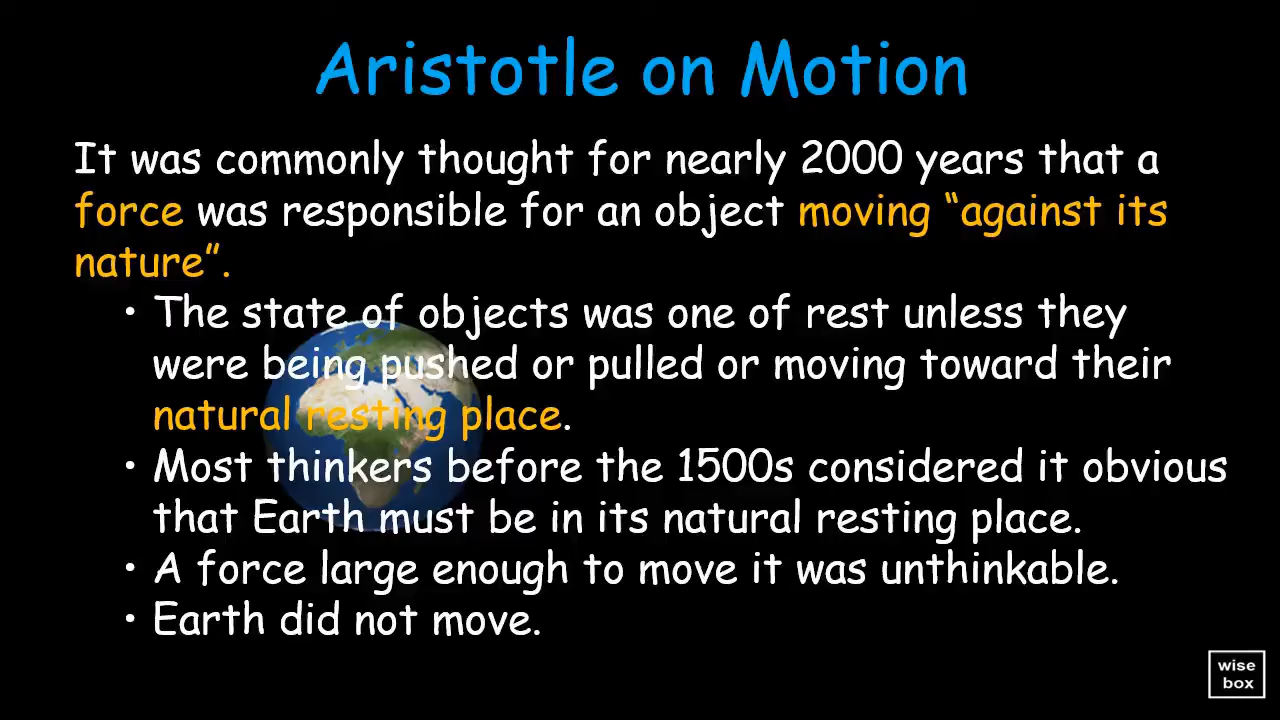 Aristotle on Motion
It was commonly thought for nearly 2000 years that a
force was responsible for an object moving “against its
nature”.
• The state of objects was one of rest unless they
were being pushed or pulled or moving toward their
natural resting place.
• Most thinkers before the 1500s considered it obvious
that Earth must be in its natural resting place.
• A force large enough to move it was unthinkable.
• Earth did not move.
wise
box